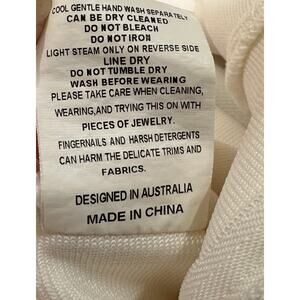 COOL GENTLE HAND WASH SEPARATELY
CAN BE DRY CLEANED
DO NOT BLEACH
DO NOT IRON
LIGHT STEAM ONLY ON REVERSE SIDE
LINE DRY
DO NOT TUMBLE DRY
WASH BEFORE WEARING
PLEASE TAKE CARE WHEN CLEANING,
WEARING,AND TRYING THIS ON WITH
PIECES OF JEWELRY.
FINGERNAILS AND HARSH DETERGENTS
CAN HARM THE DELICATE TRIMS AND
FABRICS.
DESIGNED IN AUSTRALIA
MADE IN CHINA